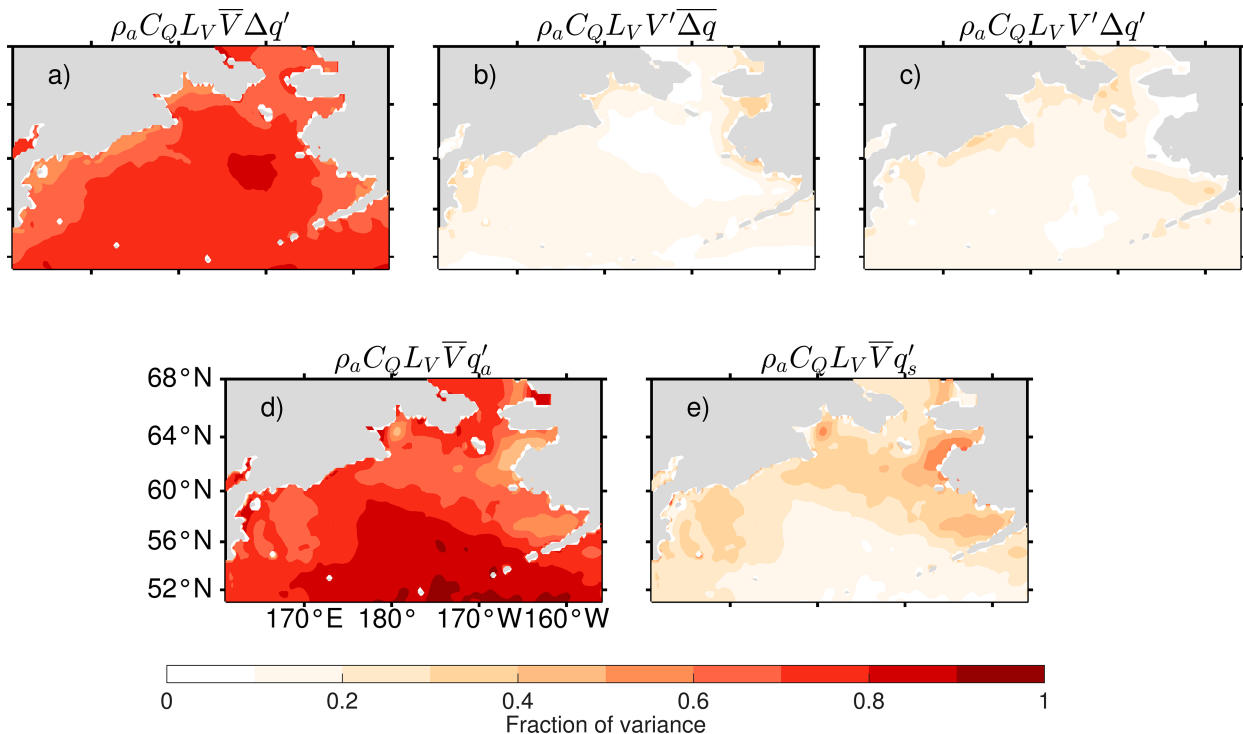 ρ_a C_Q L_V V̅ Δq′
ρ_a C_Q L_V V′ Δ̅q̅
ρ_a C_Q L_V V′ Δq′
a)
b)
c)
ρ_a C_Q L_V V̅ q′_a
ρ_a C_Q L_V V̅ q′_s
68°N
64°N
60°N
56°N
52°N
d)
e)
170°E 180° 170°W 160°W
0 0.2 0.4 0.6 0.8 1
Fraction of variance